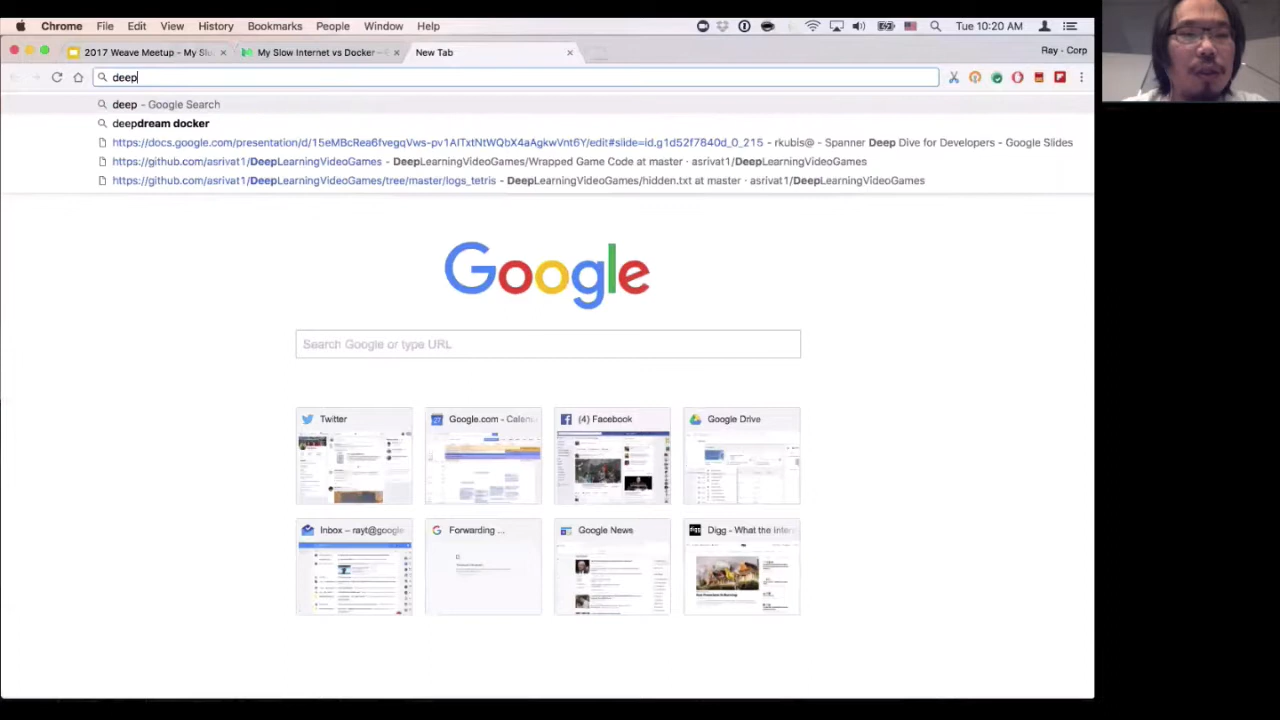 Chrome File Edit View History Bookmarks People Window Help Tue 10:20 AM
2017 Weave Meetup - My Slo My Slow Internet vs Docker – New Tab Ray - Corp
deep
deep - Google Search
deepdream docker
https://docs.google.com/presentation/d/15eMBcRea6fvegqVws-pv1AITxtNtWQbX4aAgkwVnt6Y/edit#slide=id.g1d52f7840d_0_215 - rkubis@ - Spanner Deep Dive for Developers - Google Slides
https://github.com/asrivat1/DeepLearningVideoGames - DeepLearningVideoGames/Wrapped Game Code at master · asrivat1/DeepLearningVideoGames
https://github.com/asrivat1/DeepLearningVideoGames/tree/master/logs_tetris - DeepLearningVideoGames/hidden.txt at master · asrivat1/DeepLearningVideoGames
Google
Search Google or type URL
Twitter Google.com - Calend (4) Facebook Google Drive
Inbox – rayt@google Forwarding ... Google News Digg - What the Inter